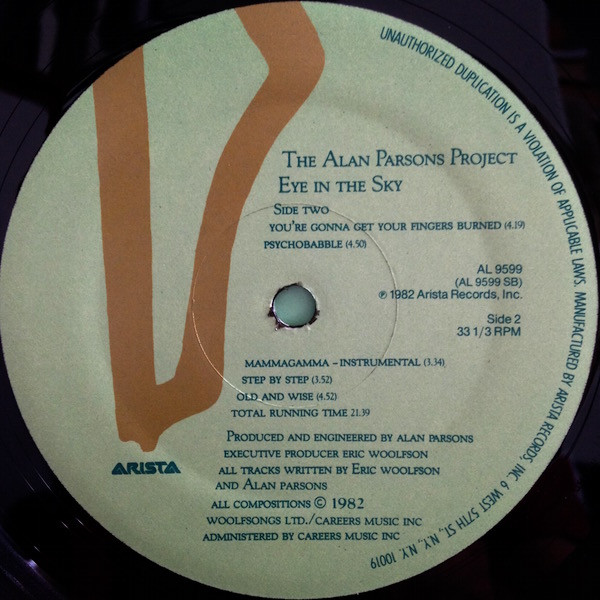 The Alan Parsons Project
Eye in the Sky
Side two
you're gonna get your fingers burned (4.19)
psychobabble (4.50)
AL 9599
(AL 9599 SB)
℗ 1982 Arista Records, Inc.
Side 2
33 1/3 RPM
mammagamma – instrumental (3.34)
step by step (3.52)
old and wise (4.52)
total running time 21.39
Produced and engineered by alan parsons
executive producer eric woolfson
all tracks written by Eric woolfson
and Alan parsons
all compositions © 1982
woolfsongs ltd./careers music inc
administered by careers music inc
ARISTA
UNAUTHORIZED DUPLICATION IS A VIOLATION OF APPLICABLE LAWS. MANUFACTURED BY ARISTA RECORDS, INC. 6 WEST 57TH ST., N.Y., N.Y. 10019